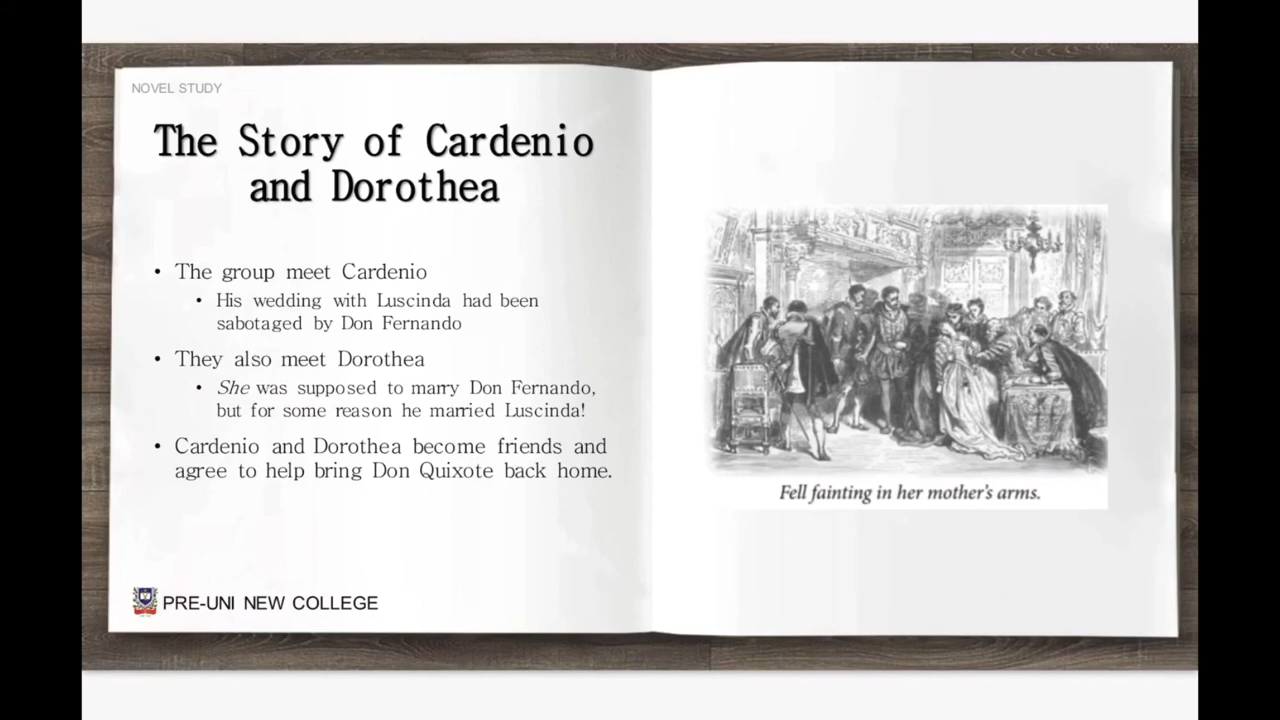 NOVEL STUDY
The Story of Cardenio
and Dorothea
• The group meet Cardenio
• His wedding with Luscinda had been
sabotaged by Don Fernando
• They also meet Dorothea
• She was supposed to marry Don Fernando,
but for some reason he married Luscinda!
• Cardenio and Dorothea become friends and
agree to help bring Don Quixote back home.
Fell fainting in her mother's arms.
PRE-UNI NEW COLLEGE